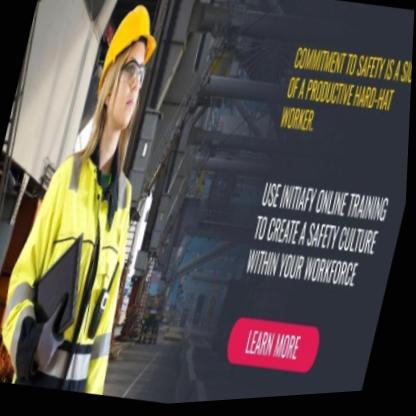 COMMITMENT TO SAFETY IS A
OF A PRODUCTIVE HARD-HAT
WORKER.
USE INITIAFY ONLINE TRAINING
TO CREATE A SAFETY CULTURE
WITHIN YOUR WORKFORCE
LEARN MORE